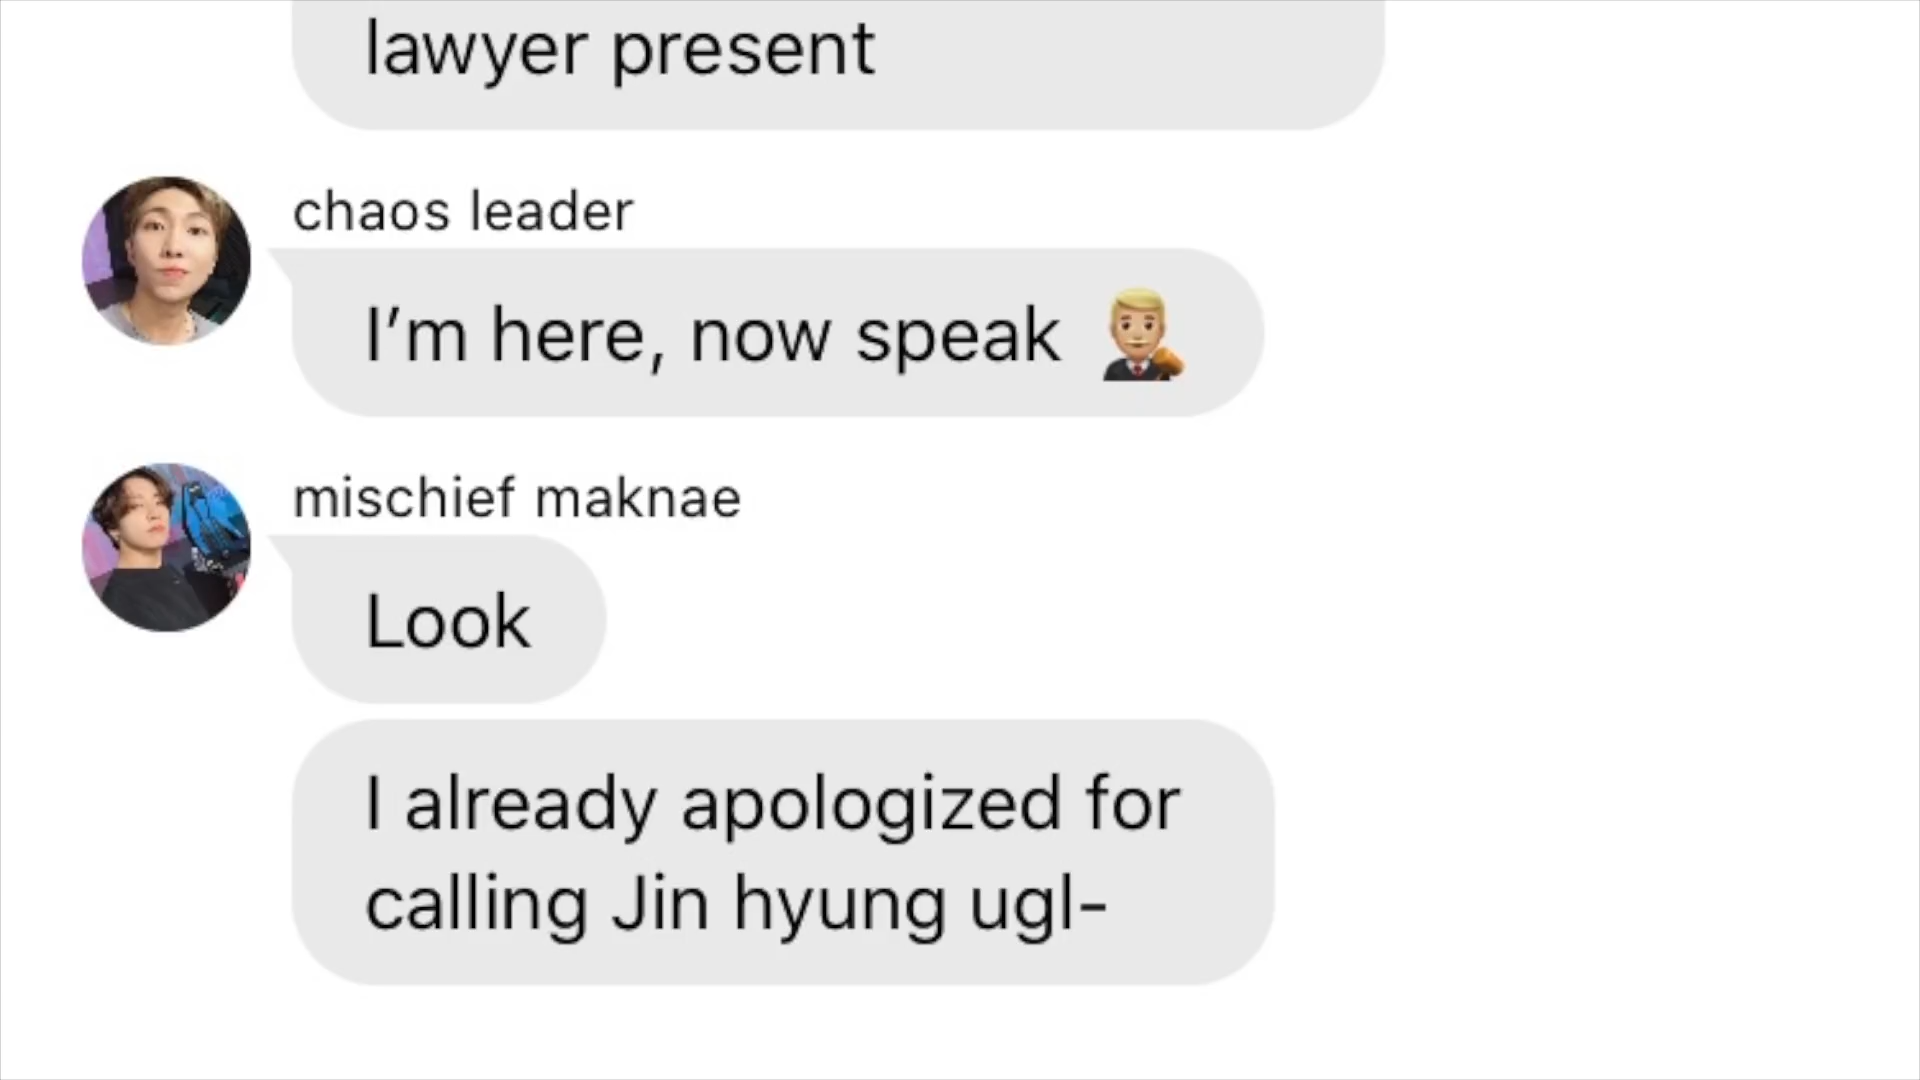 lawyer present
chaos leader
I’m here, now speak 🧑🏼‍⚖️
mischief maknae
Look
I already apologized for
calling Jin hyung ugl-